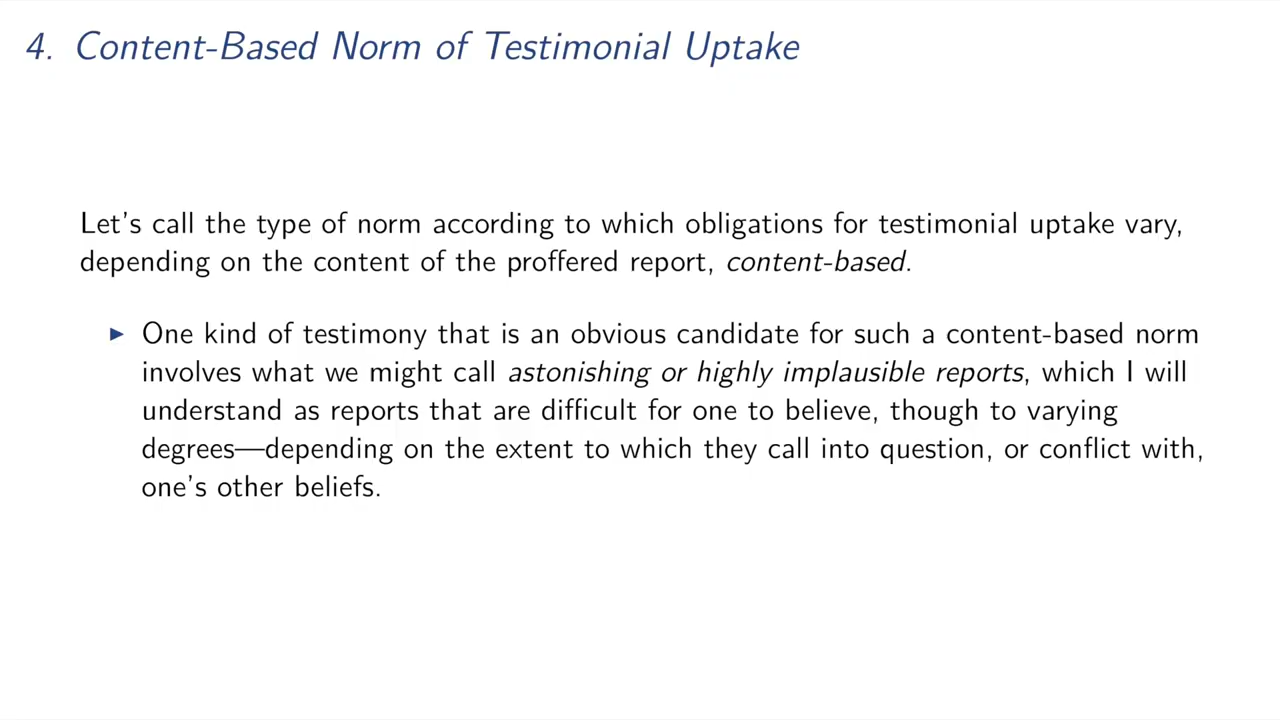 4. Content-Based Norm of Testimonial Uptake
Let's call the type of norm according to which obligations for testimonial uptake vary,
depending on the content of the proffered report, content-based.
▶ One kind of testimony that is an obvious candidate for such a content-based norm
involves what we might call astonishing or highly implausible reports, which I will
understand as reports that are difficult for one to believe, though to varying
degrees—depending on the extent to which they call into question, or conflict with,
one's other beliefs.